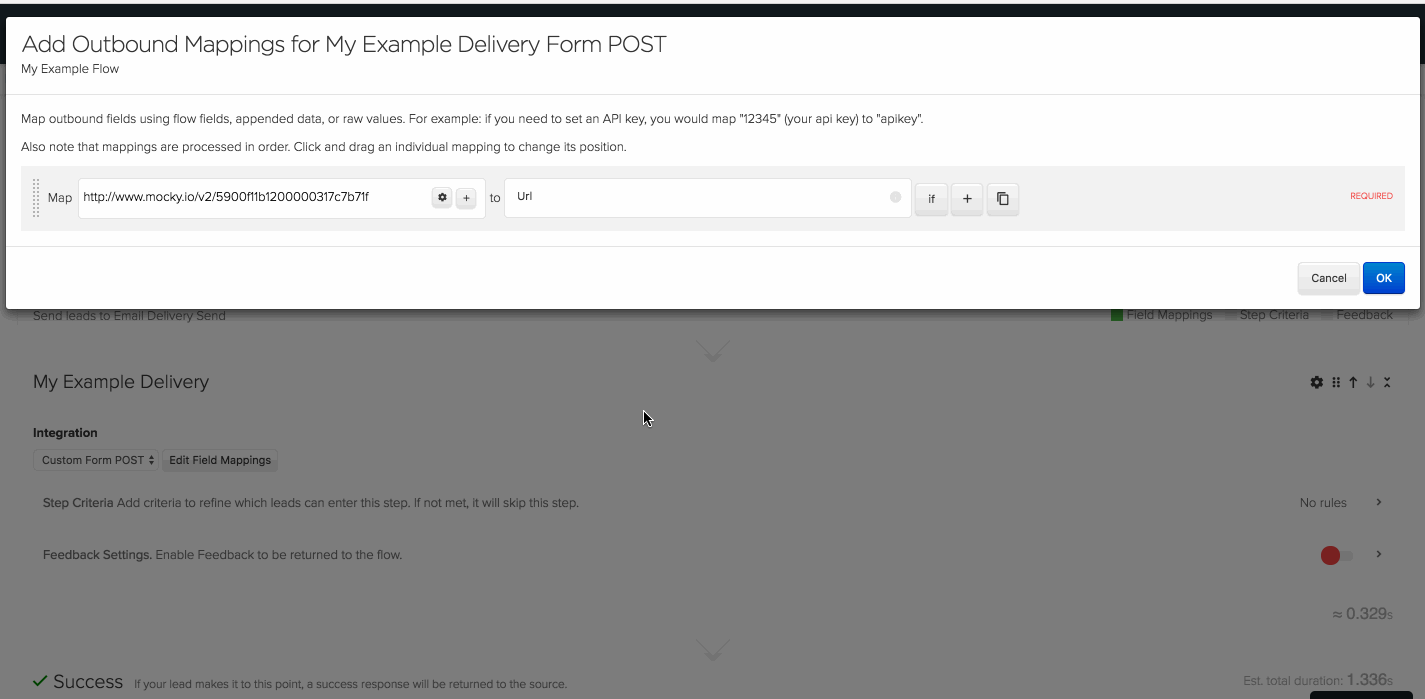 Add Outbound Mappings for My Example Delivery Form POST
My Example Flow
Map outbound fields using flow fields, appended data, or raw values. For example: if you need to set an API key, you would map "12345" (your api key) to "apikey".
Also note that mappings are processed in order. Click and drag an individual mapping to change its position.
Map http://www.mocky.io/v2/5900f11b1200000317c7b71f + to Url if + REQUIRED
Cancel OK
Send leads to Email Delivery Send Field Mappings Step Criteria Feedback
My Example Delivery
Integration
Custom Form POST Edit Field Mappings
Step Criteria Add criteria to refine which leads can enter this step. If not met, it will skip this step. No rules
Feedback Settings. Enable Feedback to be returned to the flow.
≈ 0.329s
Success If your lead makes it to this point, a success response will be returned to the source. Est. total duration: 1.336s